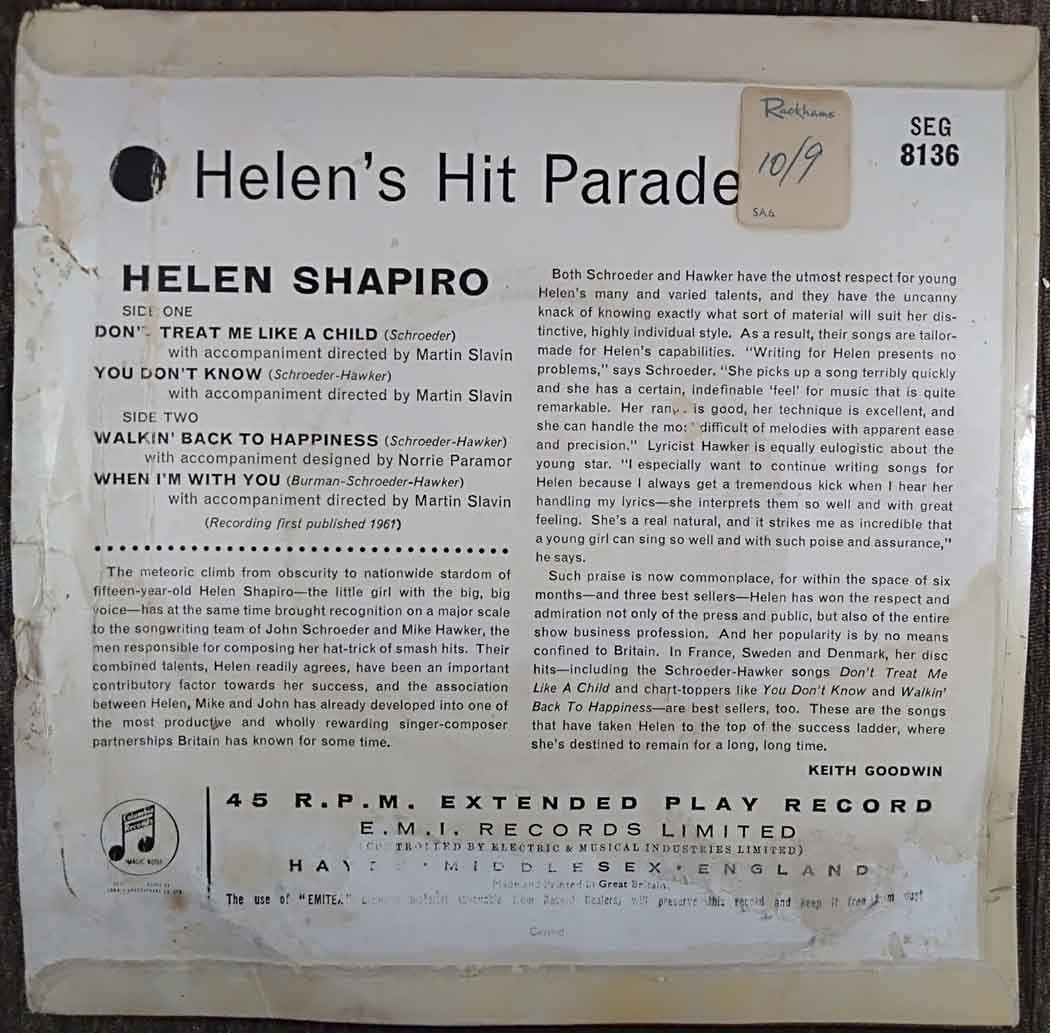 Rackhams
10/9
SEG
8136
Helen's Hit Parade
HELEN SHAPIRO
SIDE ONE
DON'T TREAT ME LIKE A CHILD (Schroeder)
with accompaniment directed by Martin Slavin
YOU DON'T KNOW (Schroeder-Hawker)
with accompaniment directed by Martin Slavin
SIDE TWO
WALKIN' BACK TO HAPPINESS (Schroeder-Hawker)
with accompaniment designed by Norrie Paramor
WHEN I'M WITH YOU (Burman-Schroeder-Hawker)
with accompaniment directed by Martin Slavin
(Recording first published 1961)
The meteoric climb from obscurity to nationwide stardom of
fifteen-year-old Helen Shapiro—the little girl with the big, big
voice—has at the same time brought recognition on a major scale
to the songwriting team of John Schroeder and Mike Hawker, the
men responsible for composing her hat-trick of smash hits. Their
combined talents, Helen readily agrees, have been an important
contributory factor towards her success, and the association
between Helen, Mike and John has already developed into one of
the most productive and wholly rewarding singer-composer
partnerships Britain has known for some time.
Both Schroeder and Hawker have the utmost respect for young
Helen's many and varied talents, and they have the uncanny
knack of knowing exactly what sort of material will suit her dis-
tinctive, highly individual style. As a result, their songs are tailor-
made for Helen's capabilities. "Writing for Helen presents no
problems," says Schroeder. "She picks up a song terribly quickly
and she has a certain, indefinable 'feel' for music that is quite
remarkable. Her is good, her technique is excellent, and
she can handle the difficult of melodies with apparent ease
and precision." Lyricist Hawker is equally eulogistic about the
young star. "I especially want to continue writing songs for
Helen because I always get a tremendous kick when I hear her
handling my lyrics—she interprets them so well and with great
feeling. She's a real natural, and it strikes me as incredible that
a young girl can sing so well and with such poise and assurance,"
he says.
Such praise is now commonplace, for within the space of six
months—and three best sellers—Helen has won the respect and
admiration not only of the press and public, but also of the entire
show business profession. And her popularity is by no means
confined to Britain. In France, Sweden and Denmark, her disc
hits—including the Schroeder-Hawker songs Don't Treat Me
Like A Child and chart-toppers like You Don't Know and Walkin'
Back To Happiness—are best sellers, too. These are the songs
that have taken Helen to the top of the success ladder, where
she's destined to remain for a long, long time.
KEITH GOODWIN
Columbia
Records
"MAGIC NOTES"
45 R.P.M. EXTENDED PLAY RECORD
E.M.I. RECORDS LIMITED
BY ELECTRIC & MUSICAL INDUSTRIES LIMITED)
HAYES · MIDDLESEX · ENGLAND
Made and Printed in Great Britain
The use of "EMITEX" Record Dealers) will preserve this record and keep it free from dust